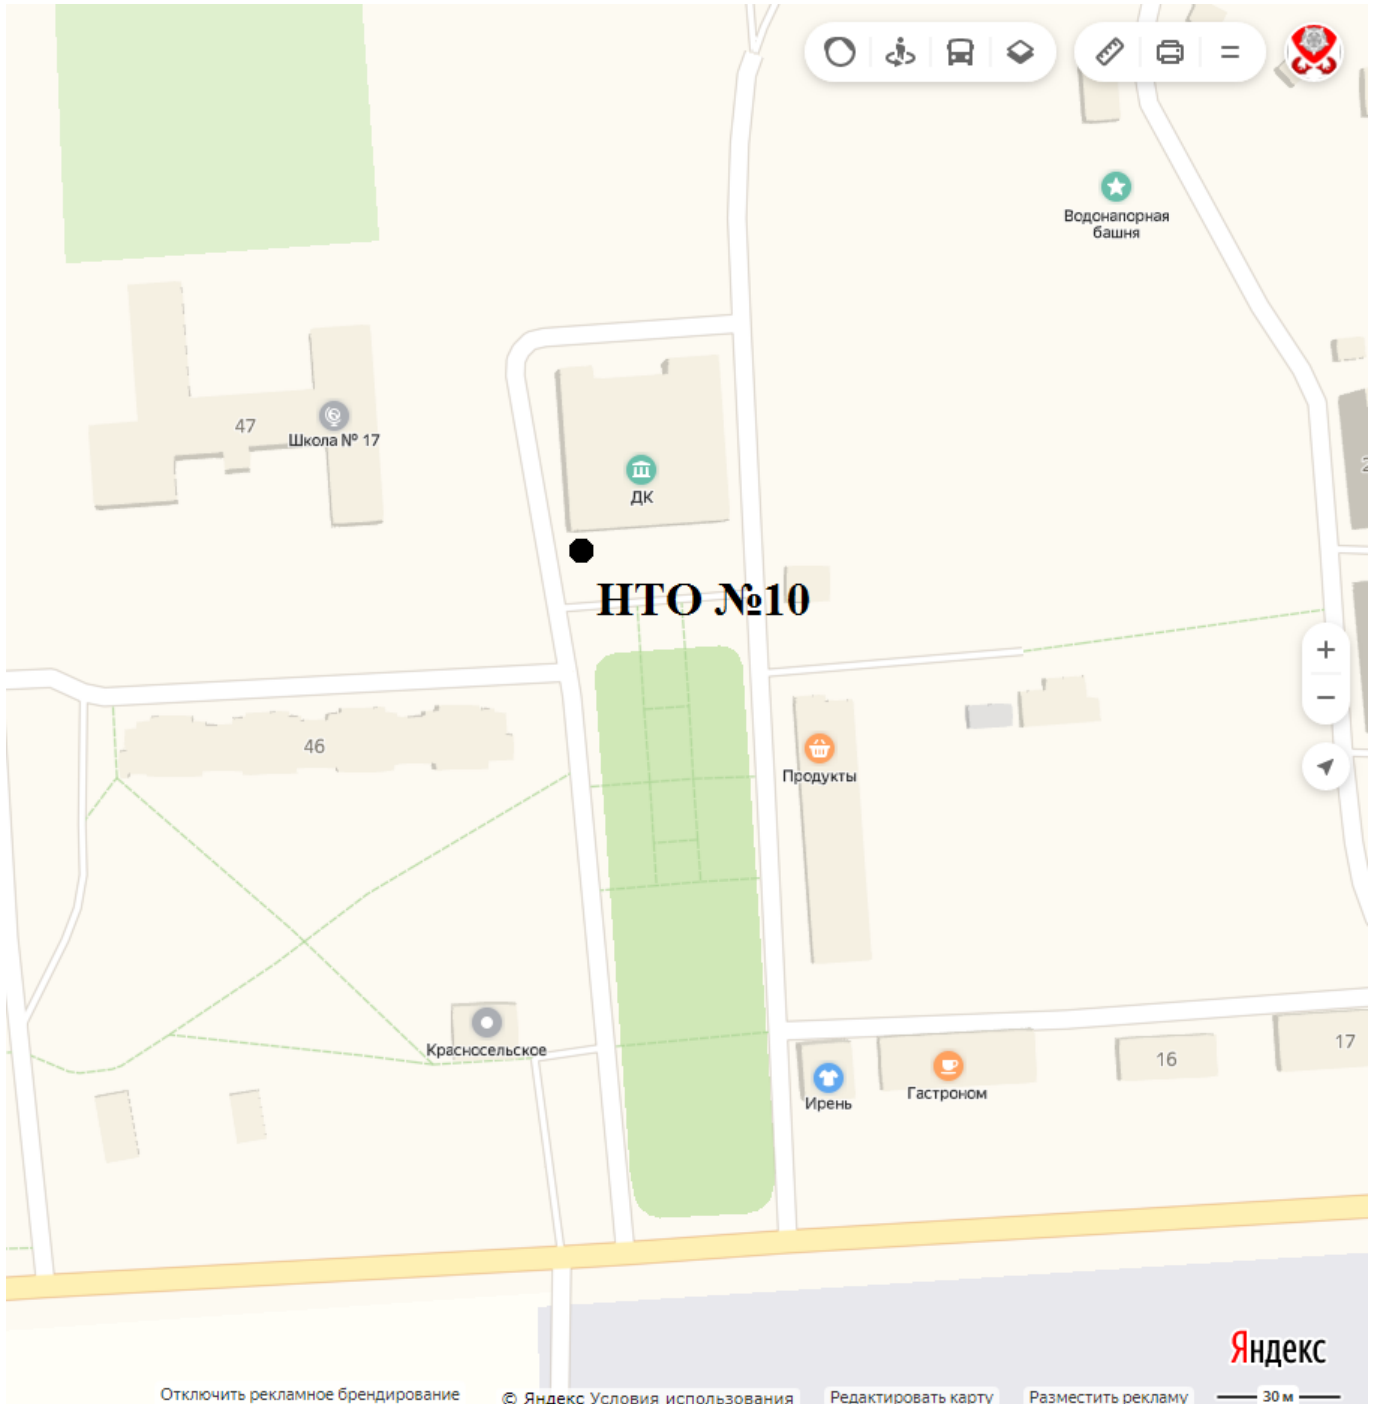 Водонапорная
башня
47
Школа № 17
2
ДК
НТО №10
46
Продукты
Красносельское
Ирень
Гастроном
16
17
Яндекс
Отключить рекламное брендирование
© Яндекс Условия использования
Редактировать карту
Разместить рекламу
30 м